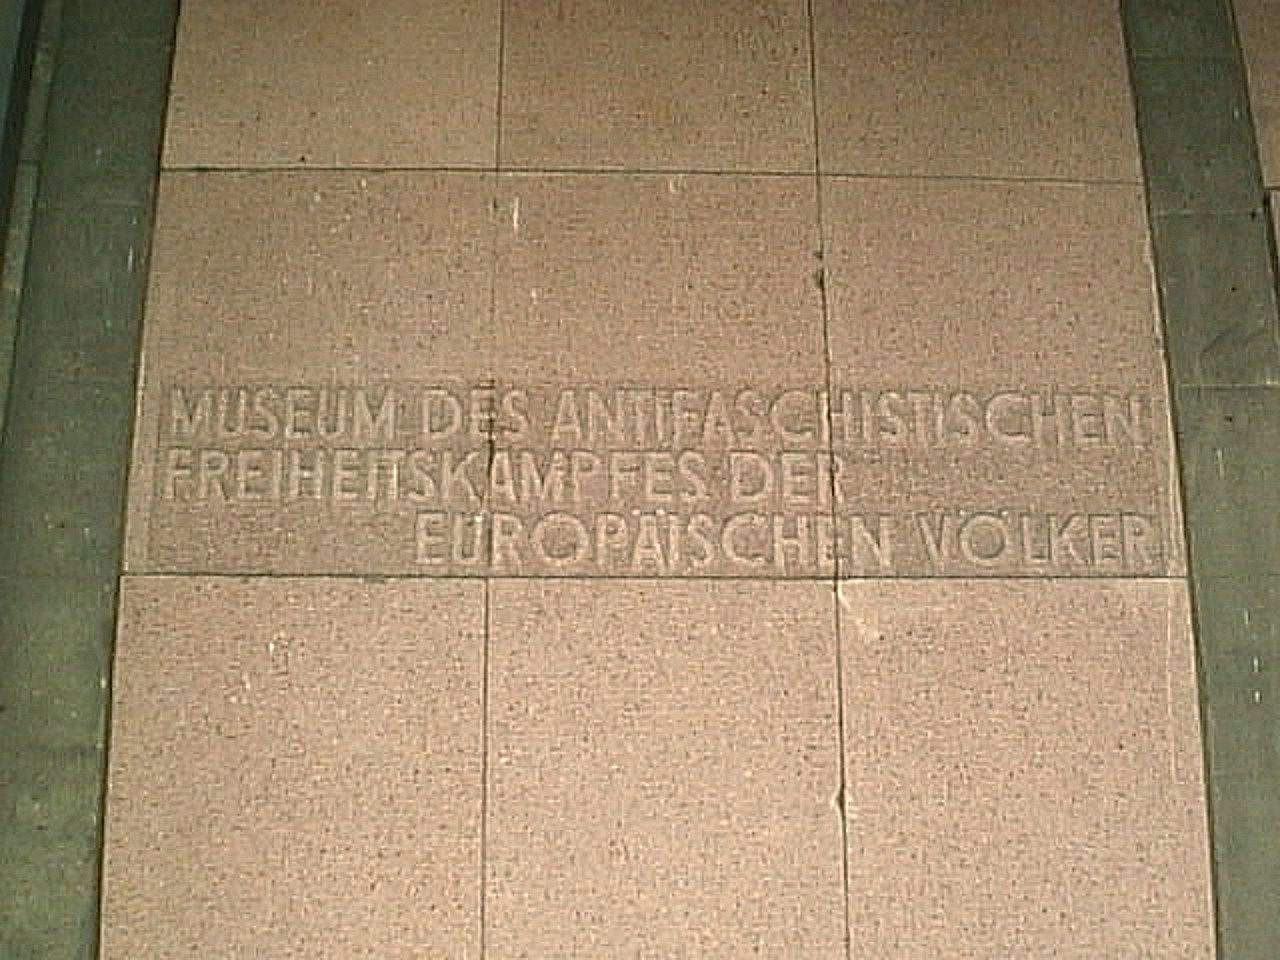 MUSEUM DES ANTIFASCHISTISCHEN
FREIHEITSKAMPFES DER
EUROPÄISCHEN VÖLKER